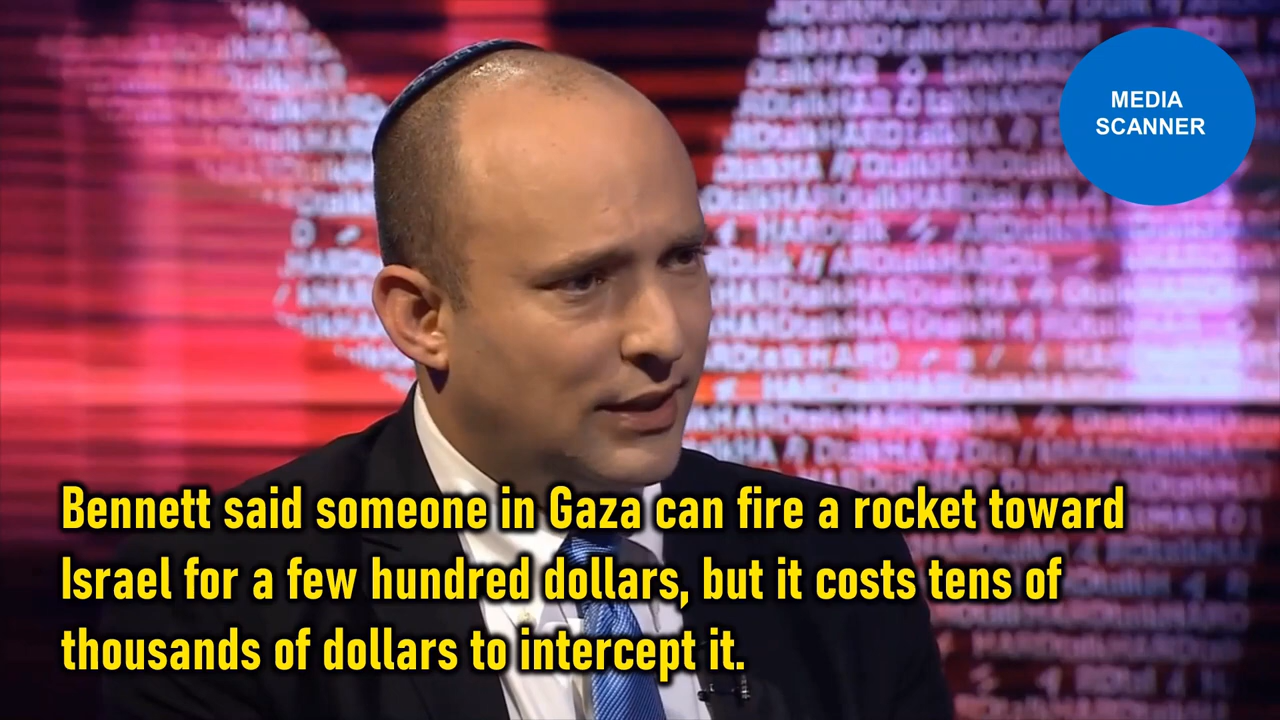 MEDIA
SCANNER
Bennett said someone in Gaza can fire a rocket toward
Israel for a few hundred dollars, but it costs tens of
thousands of dollars to intercept it.
HARDtalk